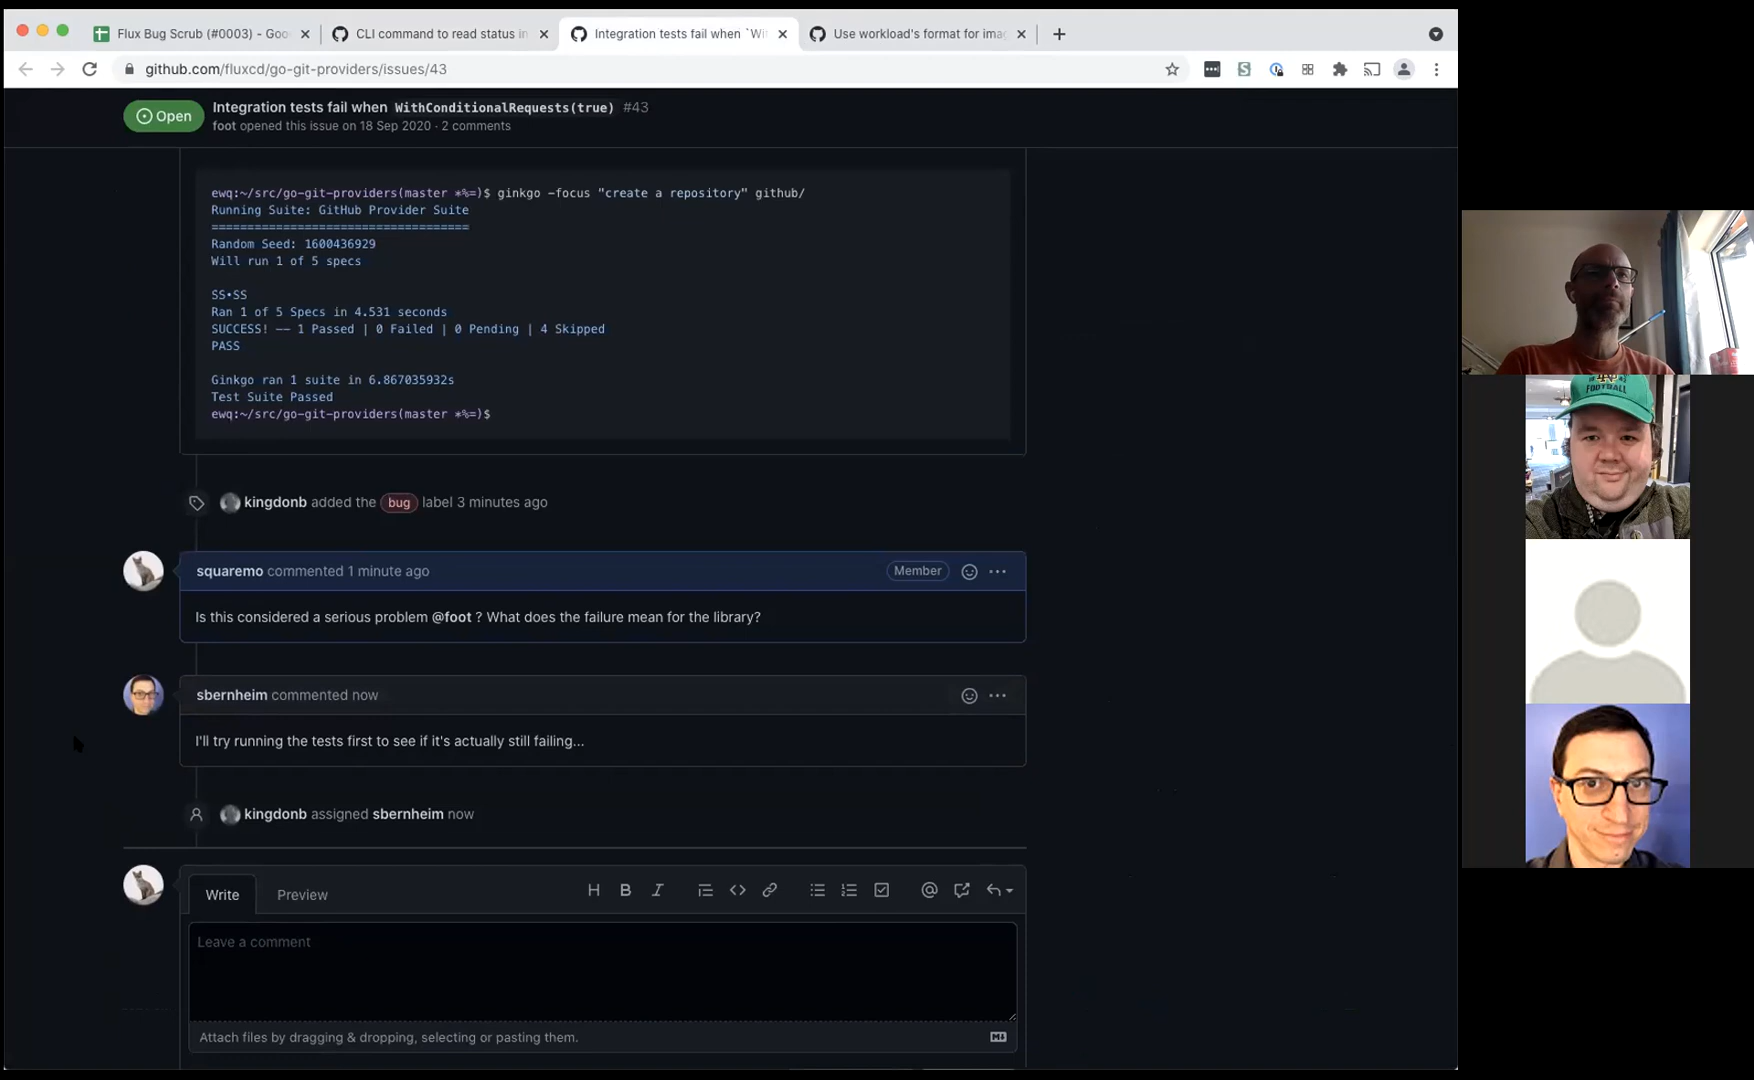 Flux Bug Scrub (#0003) - Goo
CLI command to read status in
Integration tests fail when `Wit
Use workload's format for imag
github.com/fluxcd/go-git-providers/issues/43
Open
Integration tests fail when WithConditionalRequests(true) #43
foot opened this issue on 18 Sep 2020 · 2 comments
ewq:~/src/go-git-providers(master *%=)$ ginkgo -focus "create a repository" github/
Running Suite: GitHub Provider Suite
====================================
Random Seed: 1600436929
Will run 1 of 5 specs
SS•SS
Ran 1 of 5 Specs in 4.531 seconds
SUCCESS! -- 1 Passed | 0 Failed | 0 Pending | 4 Skipped
PASS
Ginkgo ran 1 suite in 6.867035932s
Test Suite Passed
ewq:~/src/go-git-providers(master *%=)$
kingdonb added the bug label 3 minutes ago
squaremo commented 1 minute ago
Member
Is this considered a serious problem @foot ? What does the failure mean for the library?
sbernheim commented now
I'll try running the tests first to see if it's actually still failing...
kingdonb assigned sbernheim now
Write
Preview
Leave a comment
Attach files by dragging & dropping, selecting or pasting them.
FOOTBALL